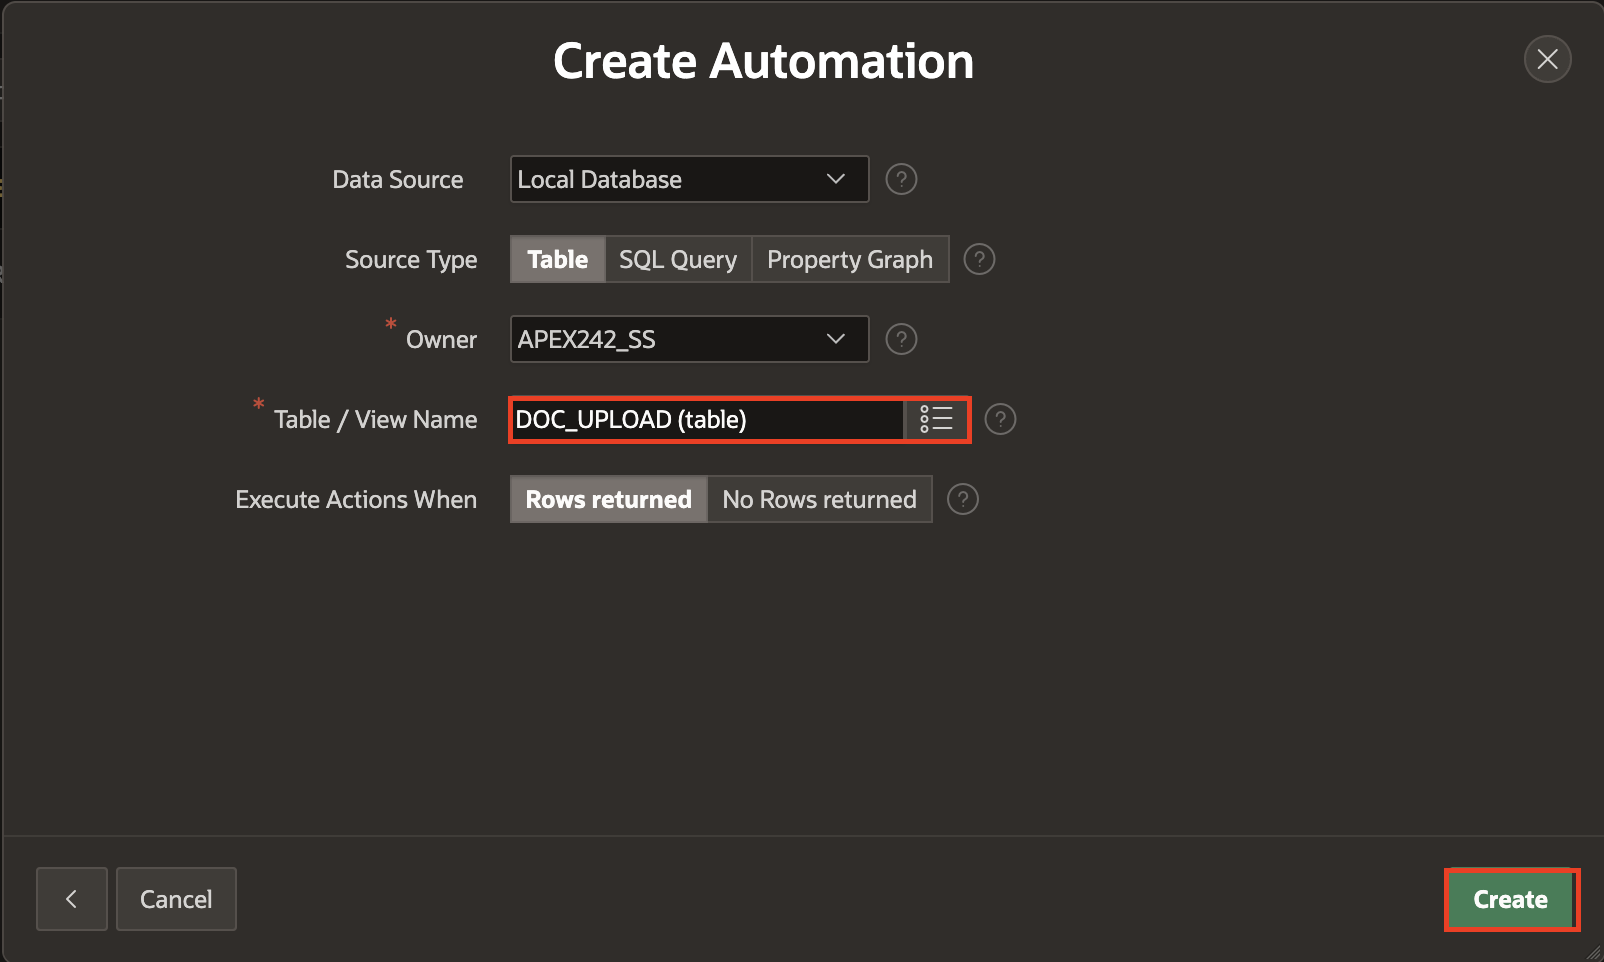 Create Automation
Data Source Local Database ?
Source Type Table SQL Query Property Graph ?
* Owner APEX242_SS ?
* Table / View Name DOC_UPLOAD (table) ?
Execute Actions When Rows returned No Rows returned ?
Cancel Create